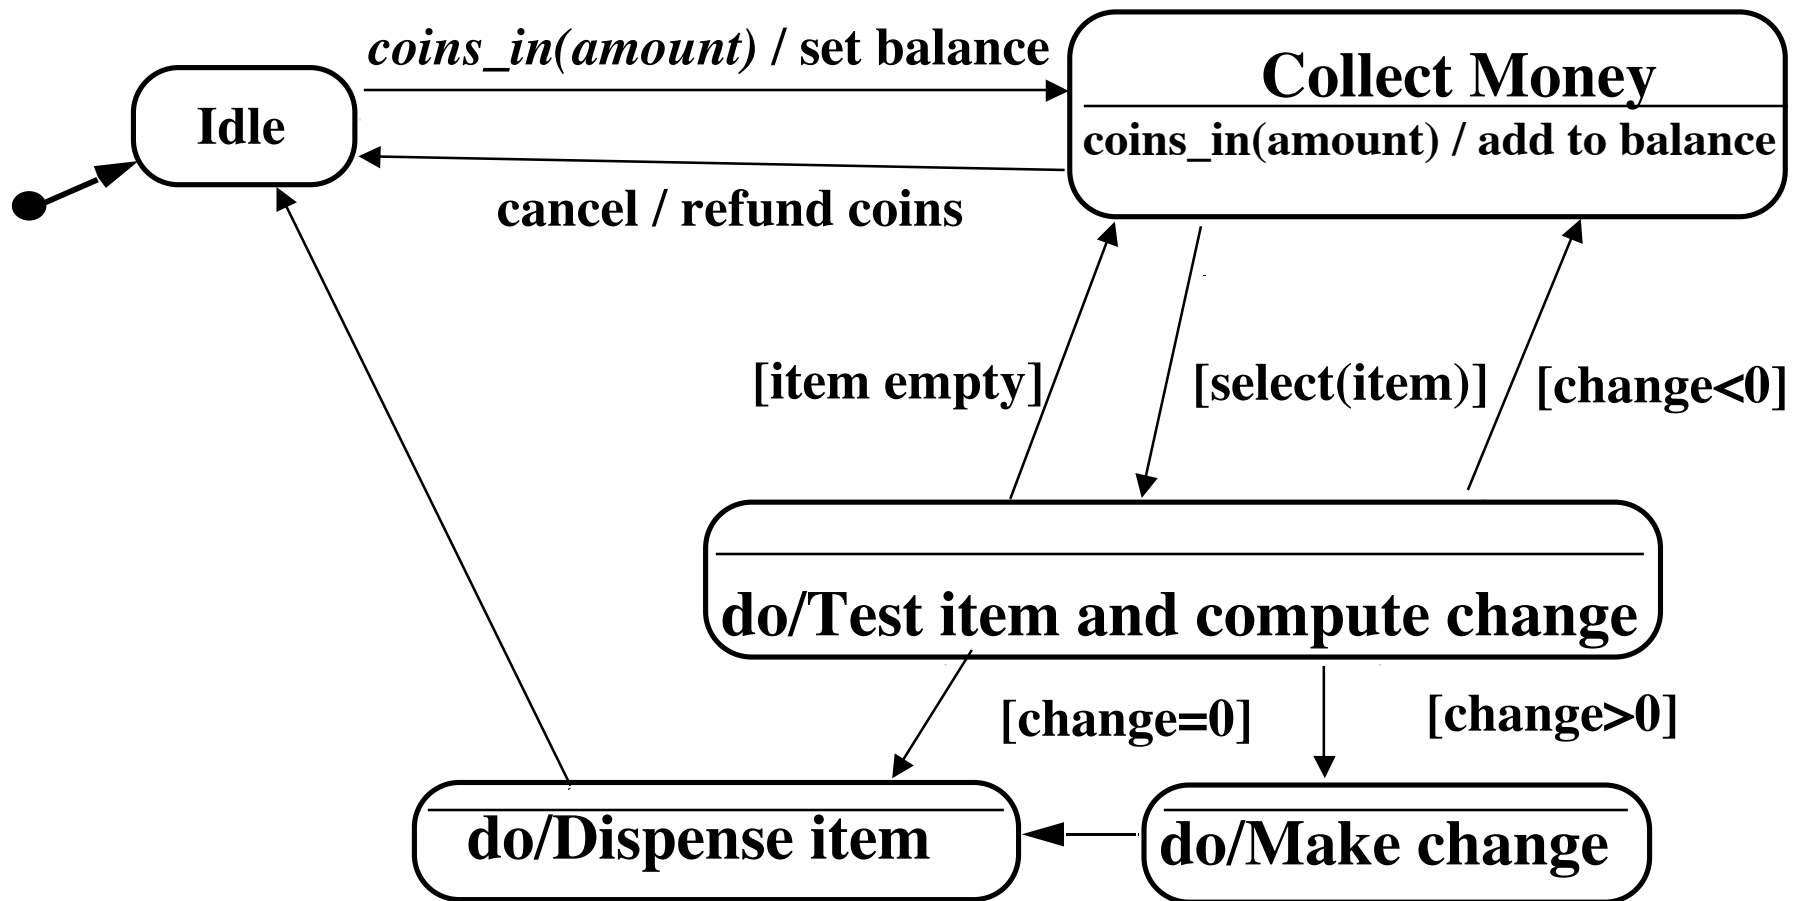 coins_in(amount) / set balance
Collect Money
Idle
coins_in(amount) / add to balance
cancel / refund coins
[item empty]
[select(item)]
[change<0]
do/Test item and compute change
[change=0]
[change>0]
do/Dispense item
do/Make change